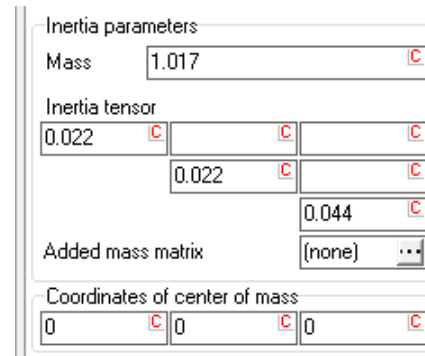 Inertia parameters
Mass 1.017 C
Inertia tensor
0.022 C C C
0.022 C C
0.044 C
Added mass matrix (none) ...
Coordinates of center of mass
0 C 0 C 0 C